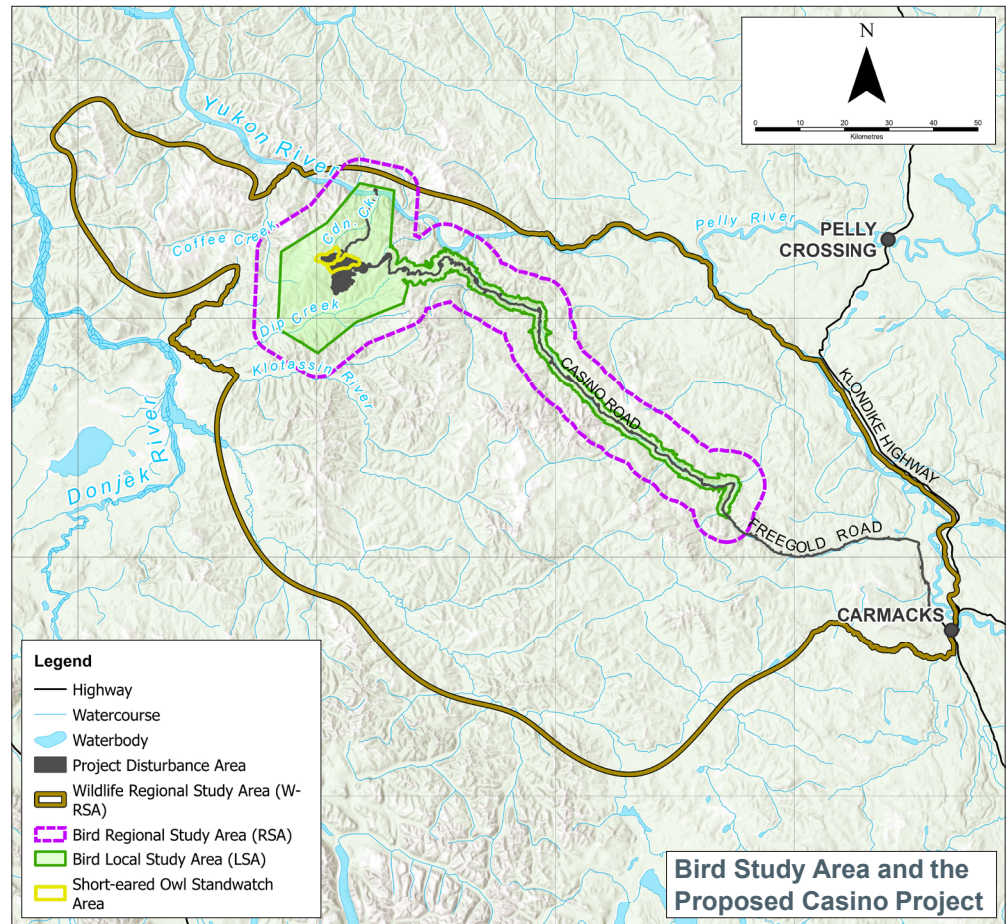 N
0 10 20 30 40 50
Kilometres
Yukon River
Pelly River
PELLY
CROSSING
Coffee Creek
Cdn. Ck.
Dip Creek
Klotassin River
CASINO ROAD
KLONDIKE HIGHWAY
Donjek River
FREEGOLD ROAD
CARMACKS
Legend
Highway
Watercourse
Waterbody
Project Disturbance Area
Wildlife Regional Study Area (W-
RSA)
Bird Regional Study Area (RSA)
Bird Local Study Area (LSA)
Short-eared Owl Standwatch
Area
Bird Study Area and the
Proposed Casino Project